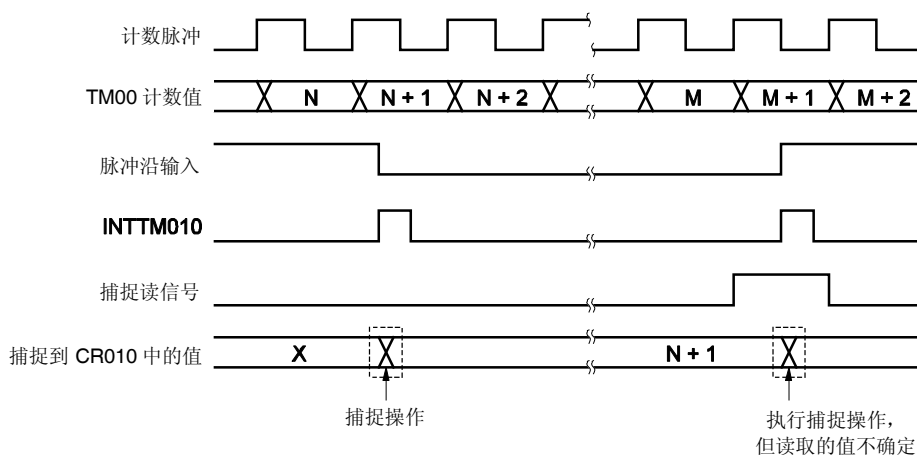 计数脉冲
TM00 计数值
N
N + 1
N + 2
M
M + 1
M + 2
脉冲沿输入
INTTM010
捕捉读信号
捕捉到 CR010 中的值
X
N + 1
捕捉操作
执行捕捉操作，
但读取的值不确定